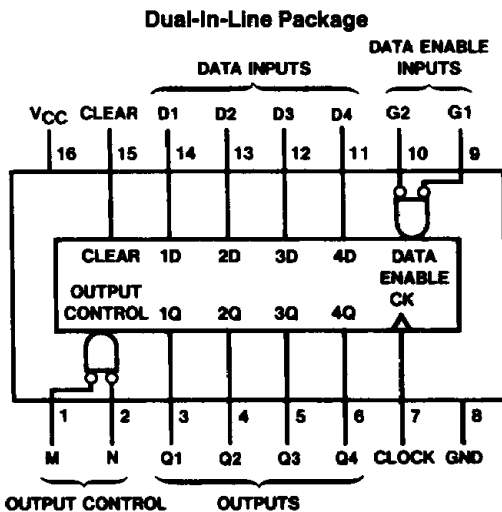 Dual-In-Line Package
DATA ENABLE
DATA INPUTS INPUTS
VCC CLEAR D1 D2 D3 D4 G2 G1
16 15 14 13 12 11 10 9
CLEAR 1D 2D 3D 4D DATA
ENABLE
OUTPUT CK
CONTROL 1Q 2Q 3Q 4Q
1 2 3 4 5 6 7 8
M N Q1 Q2 Q3 Q4 CLOCK GND
OUTPUT CONTROL OUTPUTS